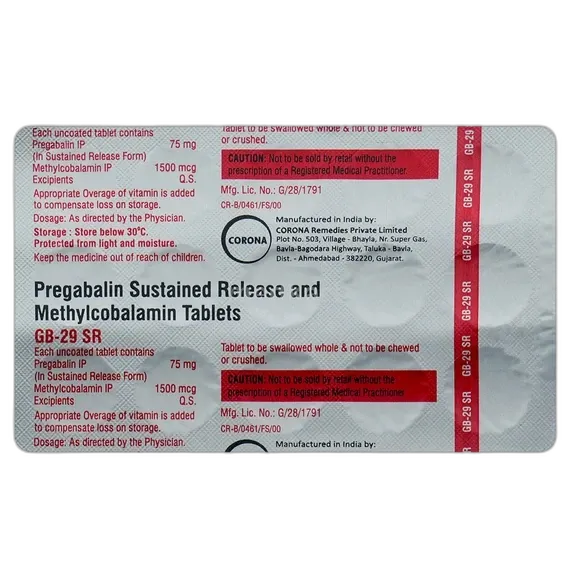 Each uncoated tablet contains
Pregabalin IP 75 mg
(In Sustained Release Form)
Methylcobalamin IP 1500 mcg
Excipients Q.S.
Appropriate Overage of vitamin is added
to compensate loss on storage.
Dosage: As directed by the Physician.
Storage : Store below 30°C.
Protected from light and moisture.
Keep the medicine out of reach of children.
Tablet to be swallowed whole & not to be chewed
or crushed.
CAUTION: Not to be sold by retail without the
prescription of a Registered Medical Practitioner.
Mfg. Lic. No.: G/28/1791
CR-B/0461/FS/00
CORONA
Manufactured in India by:
CORONA Remedies Private Limited
Plot No. 503, Village - Bhayla, Nr. Super Gas,
Bavla-Bagodara Highway, Taluka - Bavla,
Dist. - Ahmedabad - 382220, Gujarat.
Pregabalin Sustained Release and
Methylcobalamin Tablets
GB-29 SR
Each uncoated tablet contains
Pregabalin IP 75 mg
(In Sustained Release Form)
Methylcobalamin IP 1500 mcg
Excipients Q.S.
Appropriate Overage of vitamin is added
to compensate loss on storage.
Dosage: As directed by the Physician.
Tablet to be swallowed whole & not to be chewed
or crushed.
CAUTION: Not to be sold by retail without the
prescription of a Registered Medical Practitioner.
Mfg. Lic. No.: G/28/1791
CR-B/0461/FS/00
Manufactured in India by:
GB-29 SR
GB-29 SR
GB-29 SR
GB-29 SR
GB-29 SR
GB-29 SR